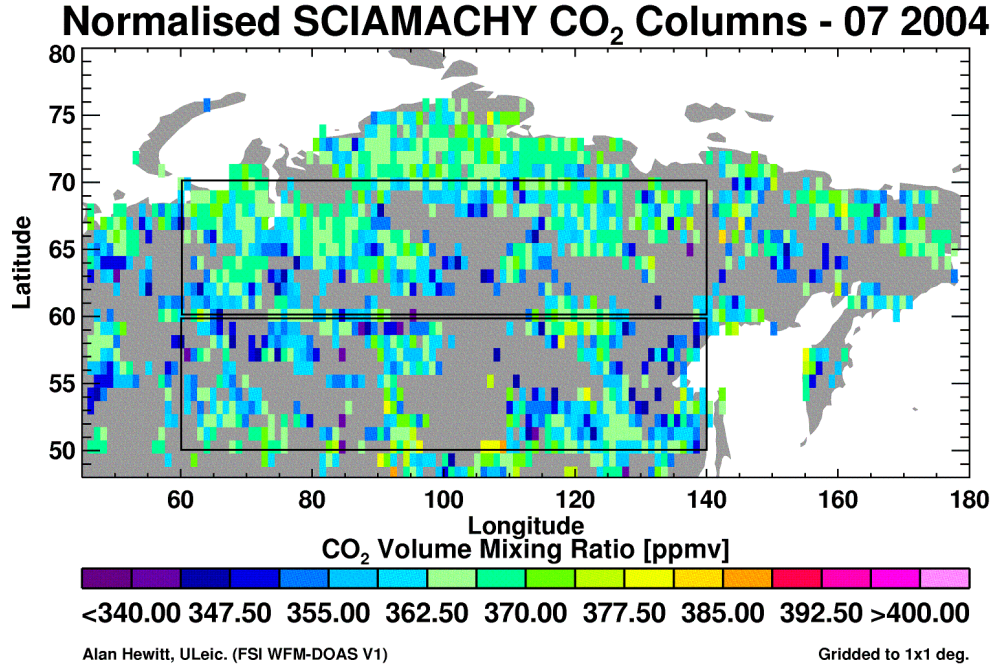 Normalised SCIAMACHY CO₂ Columns - 07 2004
80
75
70
65
60
55
50
Latitude
60 80 100 120 140 160 180
Longitude
CO₂ Volume Mixing Ratio [ppmv]
<340.00 347.50 355.00 362.50 370.00 377.50 385.00 392.50 >400.00
Alan Hewitt, ULeic. (FSI WFM-DOAS V1) Gridded to 1x1 deg.